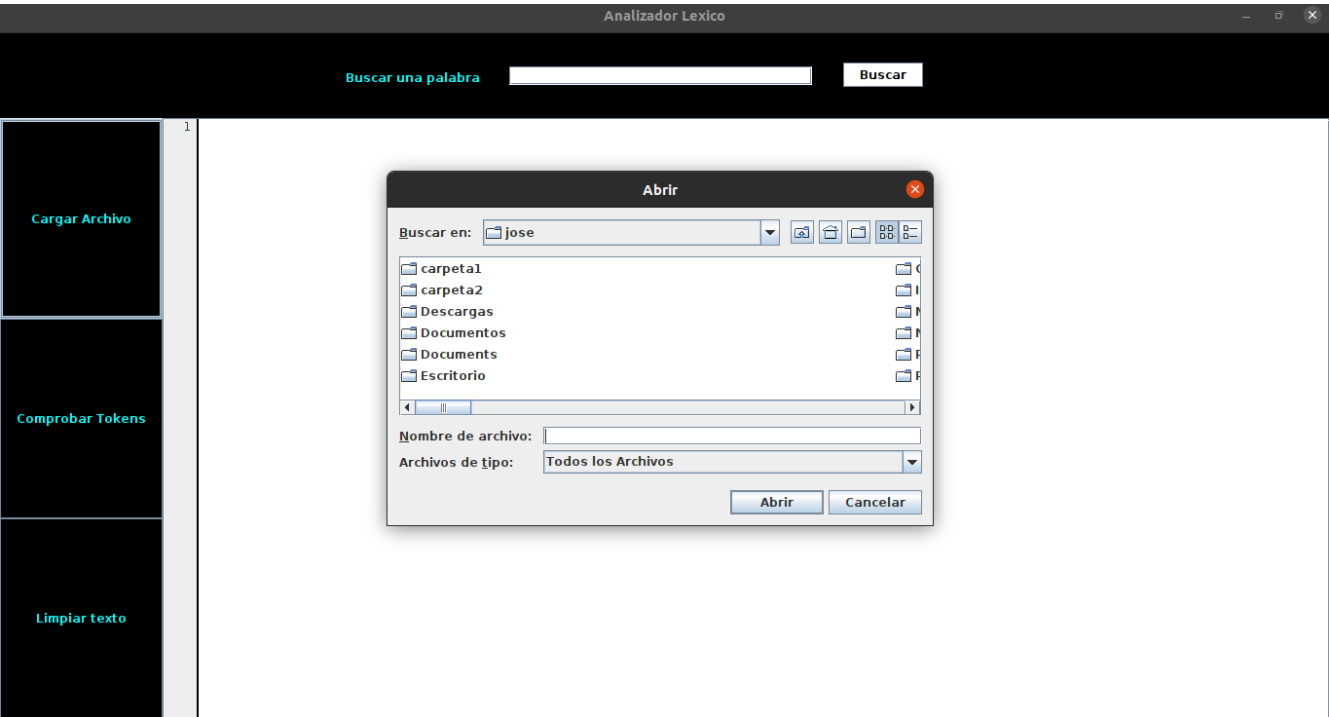 Analizador Lexico
Buscar una palabra
Buscar
1
Cargar Archivo
Comprobar Tokens
Limpiar texto
Abrir
Buscar en:
jose
carpeta1
carpeta2
Descargas
Documentos
Documents
Escritorio
Nombre de archivo:
Archivos de tipo:
Todos los Archivos
Abrir
Cancelar